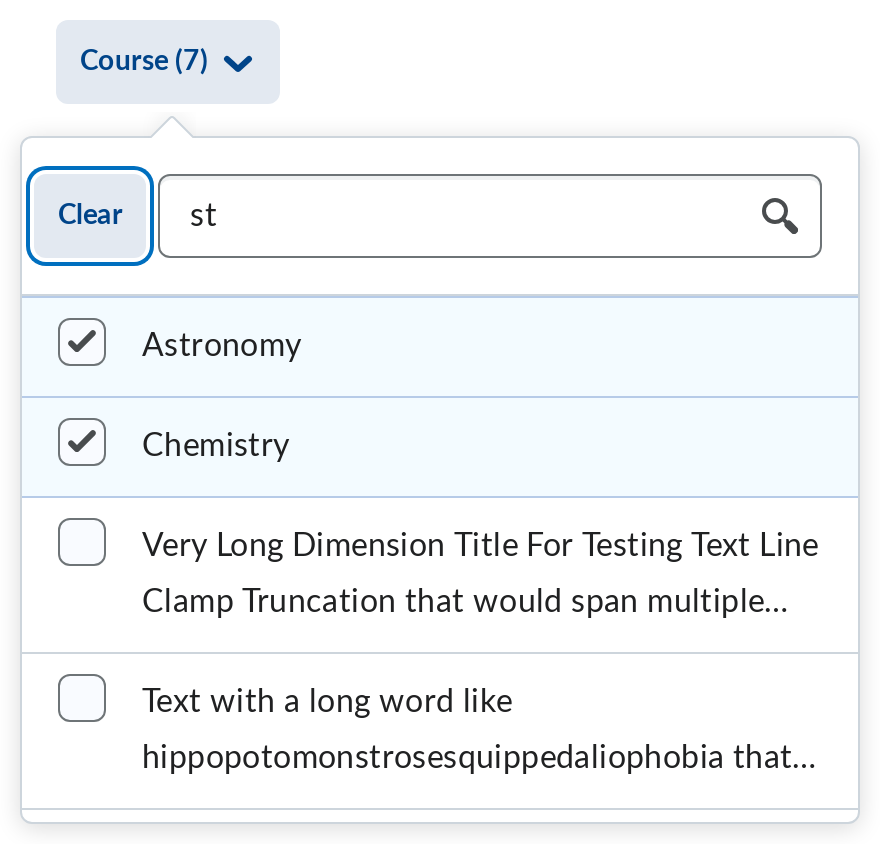 Course (7)
Clear
st
Astronomy
Chemistry
Very Long Dimension Title For Testing Text Line
Clamp Truncation that would span multiple...
Text with a long word like
hippopotomonstrosesquippedaliophobia that...